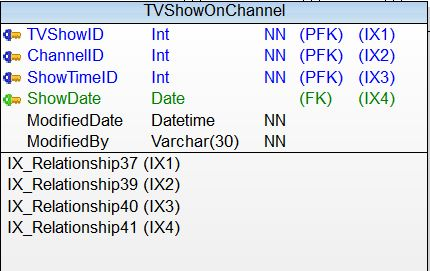 TVShowOnChannel
TVShowID Int NN (PFK) (IX1)
ChannelID Int NN (PFK) (IX2)
ShowTimeID Int NN (PFK) (IX3)
ShowDate Date (FK) (IX4)
ModifiedDate Datetime NN
ModifiedBy Varchar(30) NN
IX_Relationship37 (IX1)
IX_Relationship39 (IX2)
IX_Relationship40 (IX3)
IX_Relationship41 (IX4)